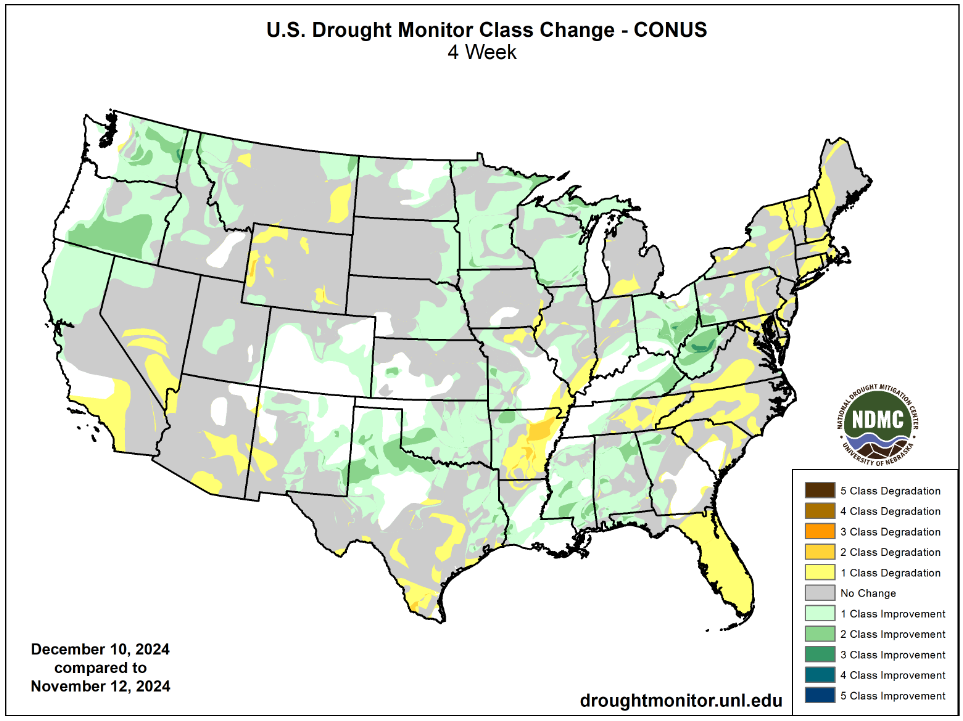 U.S. Drought Monitor Class Change - CONUS
4 Week
NATIONAL DROUGHT MITIGATION CENTER
NDMC
UNIVERSITY OF NEBRASKA
5 Class Degradation
4 Class Degradation
3 Class Degradation
2 Class Degradation
1 Class Degradation
No Change
1 Class Improvement
2 Class Improvement
3 Class Improvement
4 Class Improvement
5 Class Improvement
December 10, 2024
compared to
November 12, 2024
droughtmonitor.unl.edu